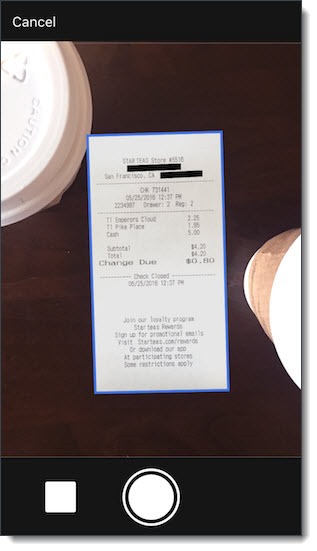 Cancel
CAUTION
STARTEAS Store #5516
San Francisco, CA
CHK 731441
05/25/2016 12:37 PM
2234987 Drawer: 2 Reg: 2
T1 Emperors Cloud 2.25
T1 Pike Place 1.95
Cash 5.00
Subtotal $4.20
Total $4.20
Change Due $0.80
Check Closed
05/25/2016 12:37 PM
Join our loyalty program
Starteas Rewards
Sign up for promotional emails
Visit Starteas.com/rewards
Or download our app
At participating stores
Some restrictions apply